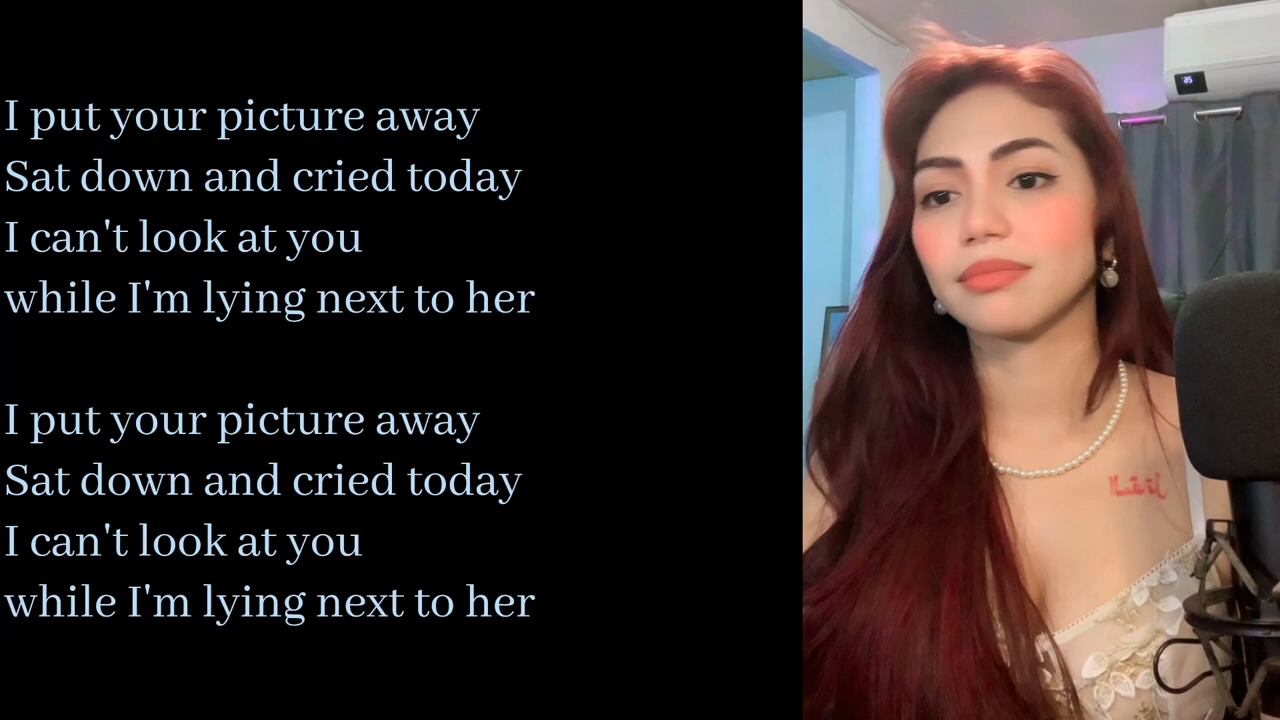 I put your picture away
Sat down and cried today
I can't look at you
while I'm lying next to her
I put your picture away
Sat down and cried today
I can't look at you
while I'm lying next to her